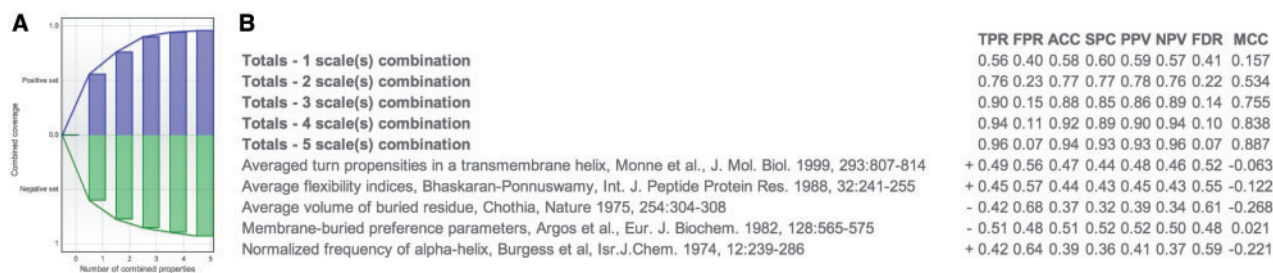 A
1.0
Positive set
0.0
Negative set
1
Combined coverage
0 1 2 3 4 5
Number of combined properties
B
TPR FPR ACC SPC PPV NPV FDR MCC
Totals - 1 scale(s) combination 0.56 0.40 0.58 0.60 0.59 0.57 0.41 0.157
Totals - 2 scale(s) combination 0.76 0.23 0.77 0.77 0.78 0.76 0.22 0.534
Totals - 3 scale(s) combination 0.90 0.15 0.88 0.85 0.86 0.89 0.14 0.755
Totals - 4 scale(s) combination 0.94 0.11 0.92 0.89 0.90 0.94 0.10 0.838
Totals - 5 scale(s) combination 0.96 0.07 0.94 0.93 0.93 0.96 0.07 0.887
Averaged turn propensities in a transmembrane helix, Monne et al., J. Mol. Biol. 1999, 293:807-814 + 0.49 0.56 0.47 0.44 0.48 0.46 0.52 -0.063
Average flexibility indices, Bhaskaran-Ponnuswamy, Int. J. Peptide Protein Res. 1988, 32:241-255 + 0.45 0.57 0.44 0.43 0.45 0.43 0.55 -0.122
Average volume of buried residue, Chothia, Nature 1975, 254:304-308 - 0.42 0.68 0.37 0.32 0.39 0.34 0.61 -0.268
Membrane-buried preference parameters, Argos et al., Eur. J. Biochem. 1982, 128:565-575 - 0.51 0.48 0.51 0.52 0.52 0.50 0.48 0.021
Normalized frequency of alpha-helix, Burgess et al, Isr.J.Chem. 1974, 12:239-286 + 0.42 0.64 0.39 0.36 0.41 0.37 0.59 -0.221